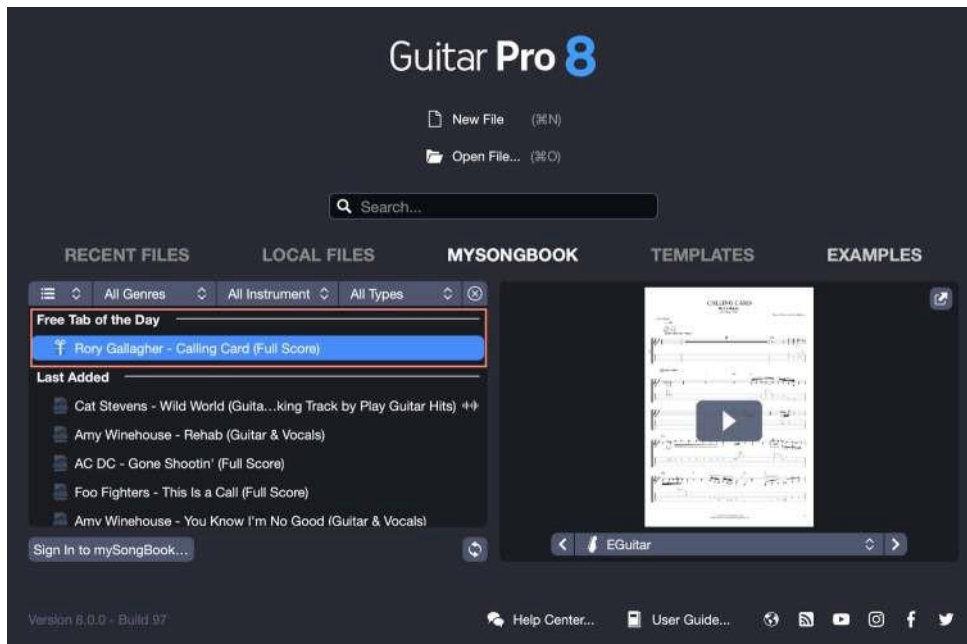 Guitar Pro 8
New File (⌘N)
Open File... (⌘O)
Search...
RECENT FILES LOCAL FILES MYSONGBOOK TEMPLATES EXAMPLES
All Genres All Instrument All Types
Free Tab of the Day
Rory Gallagher - Calling Card (Full Score)
Last Added
Cat Stevens - Wild World (Guita...king Track by Play Guitar Hits)
Amy Winehouse - Rehab (Guitar & Vocals)
AC DC - Gone Shootin' (Full Score)
Foo Fighters - This Is a Call (Full Score)
Amy Winehouse - You Know I'm No Good (Guitar & Vocals)
CALLING CARD
EGuitar
Sign In to mySongBook...
Version 8.0.0 - Build 97
Help Center... User Guide...